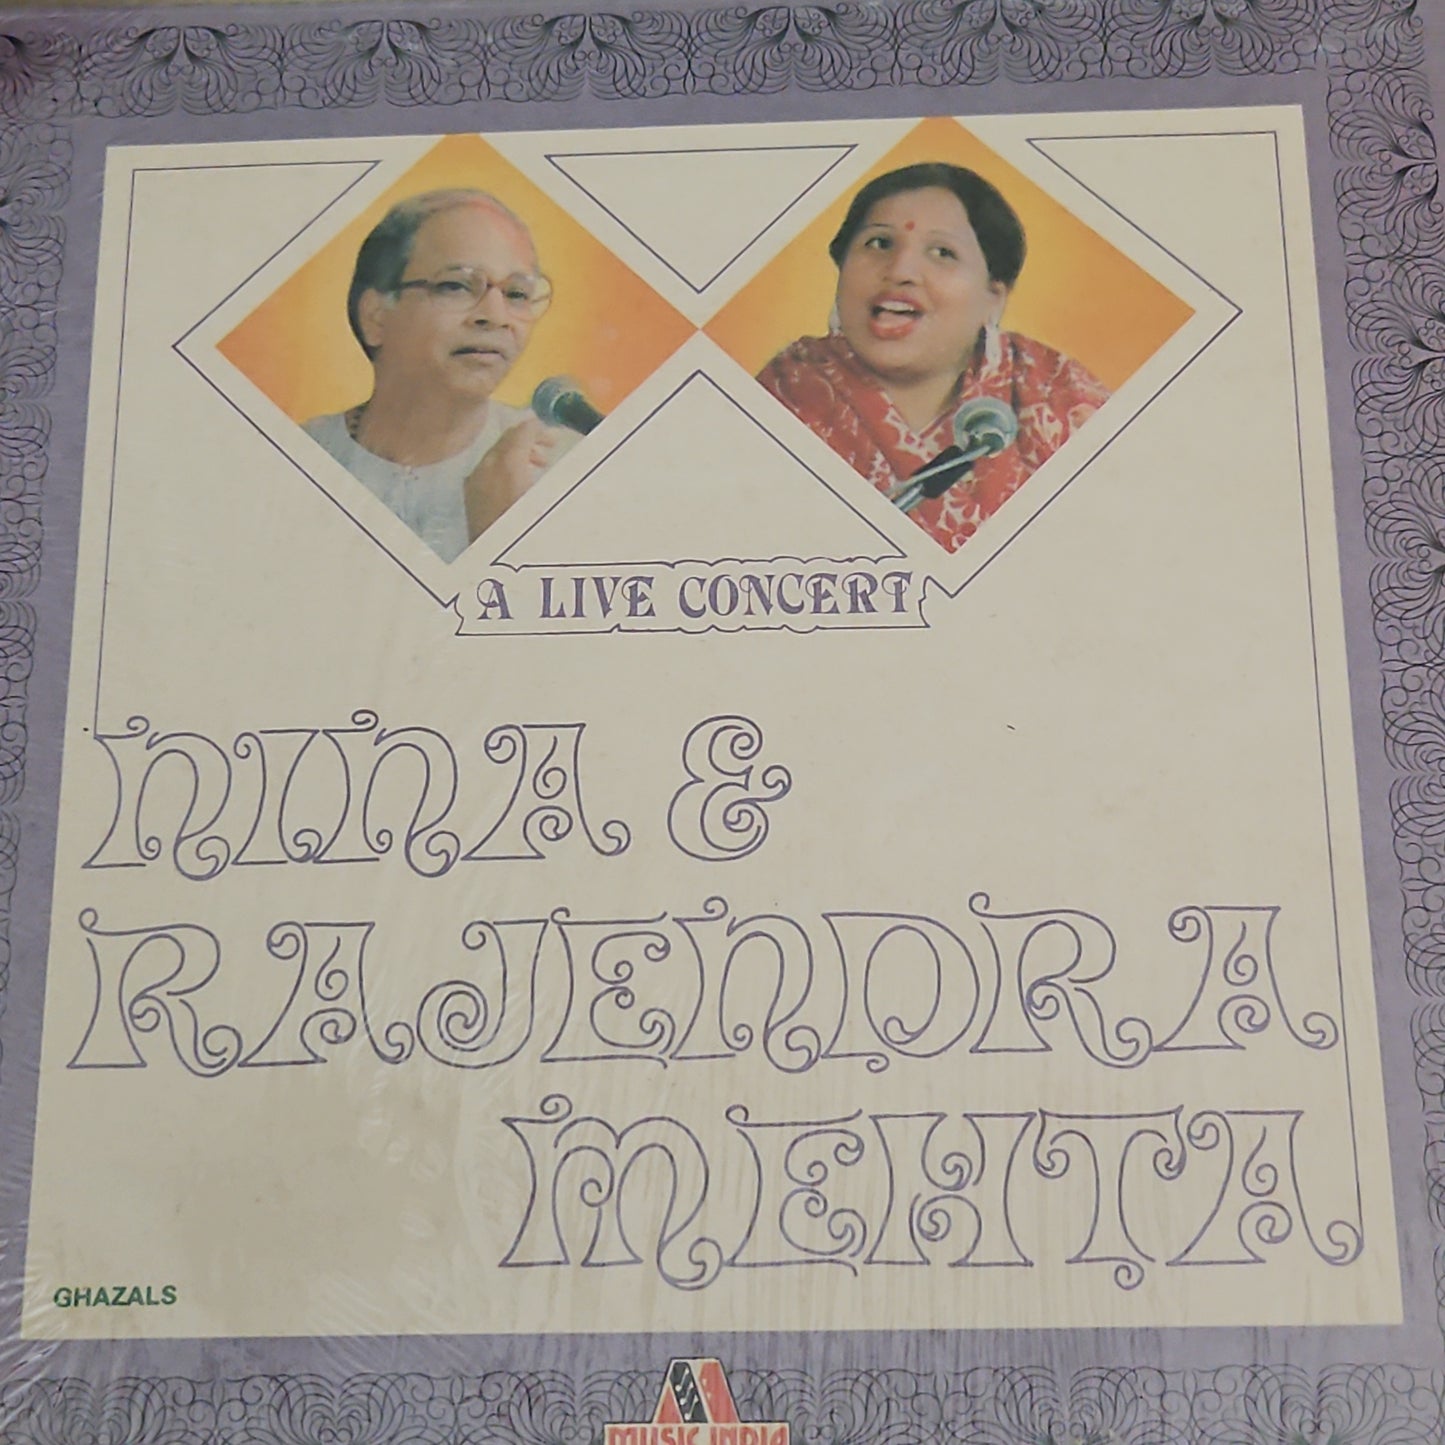 A LIVE CONCERT
NINA &
RAJENDRA
MEHTA
GHAZALS
MUSIC INDIA